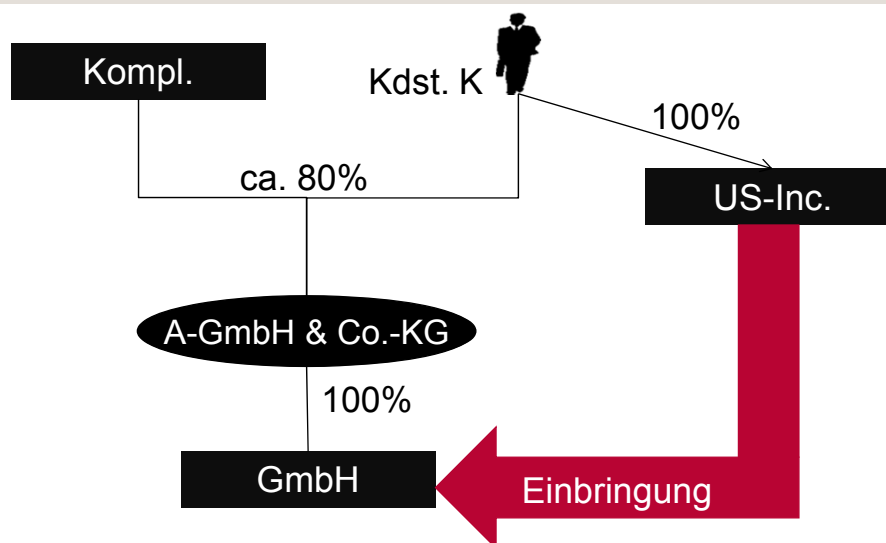 Kompl.
Kdst. K
100%
ca. 80%
US-Inc.
A-GmbH & Co.-KG
100%
GmbH
Einbringung